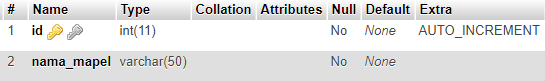 # Name Type Collation Attributes Null Default Extra
1 id int(11) No None AUTO_INCREMENT
2 nama_mapel varchar(50) No None